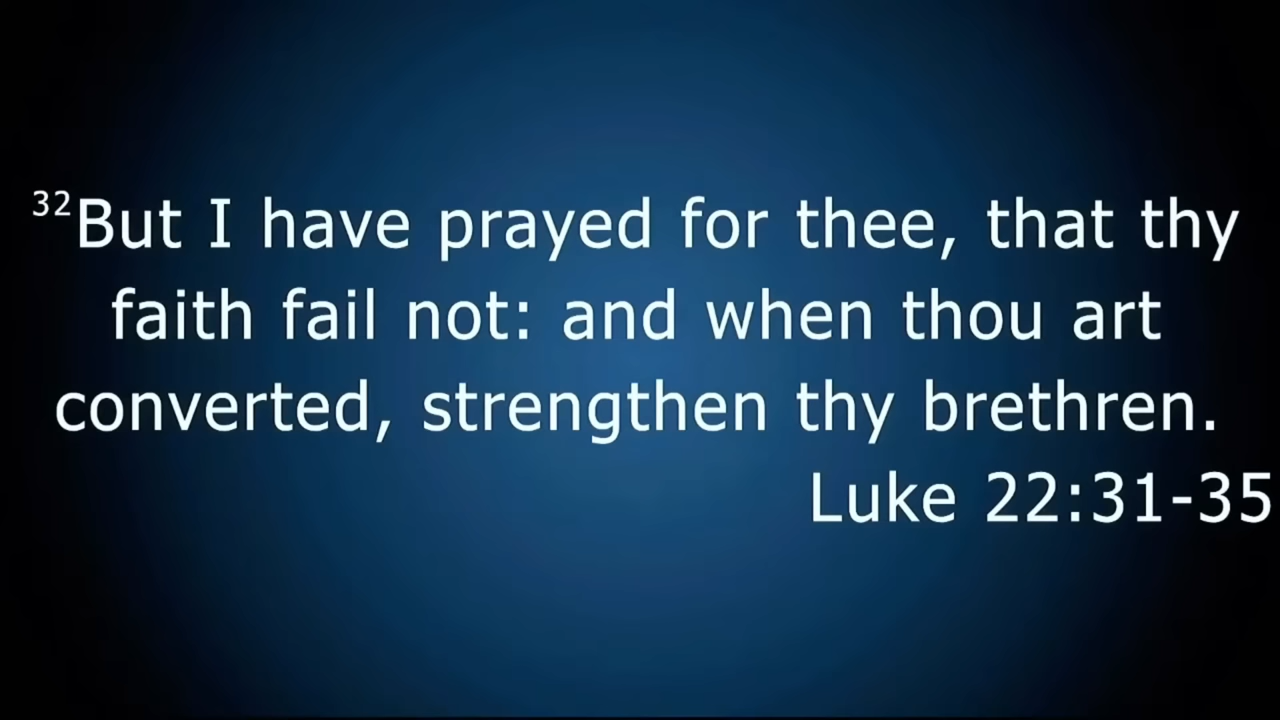 ³²But I have prayed for thee, that thy
faith fail not: and when thou art
converted, strengthen thy brethren.
Luke 22:31-35